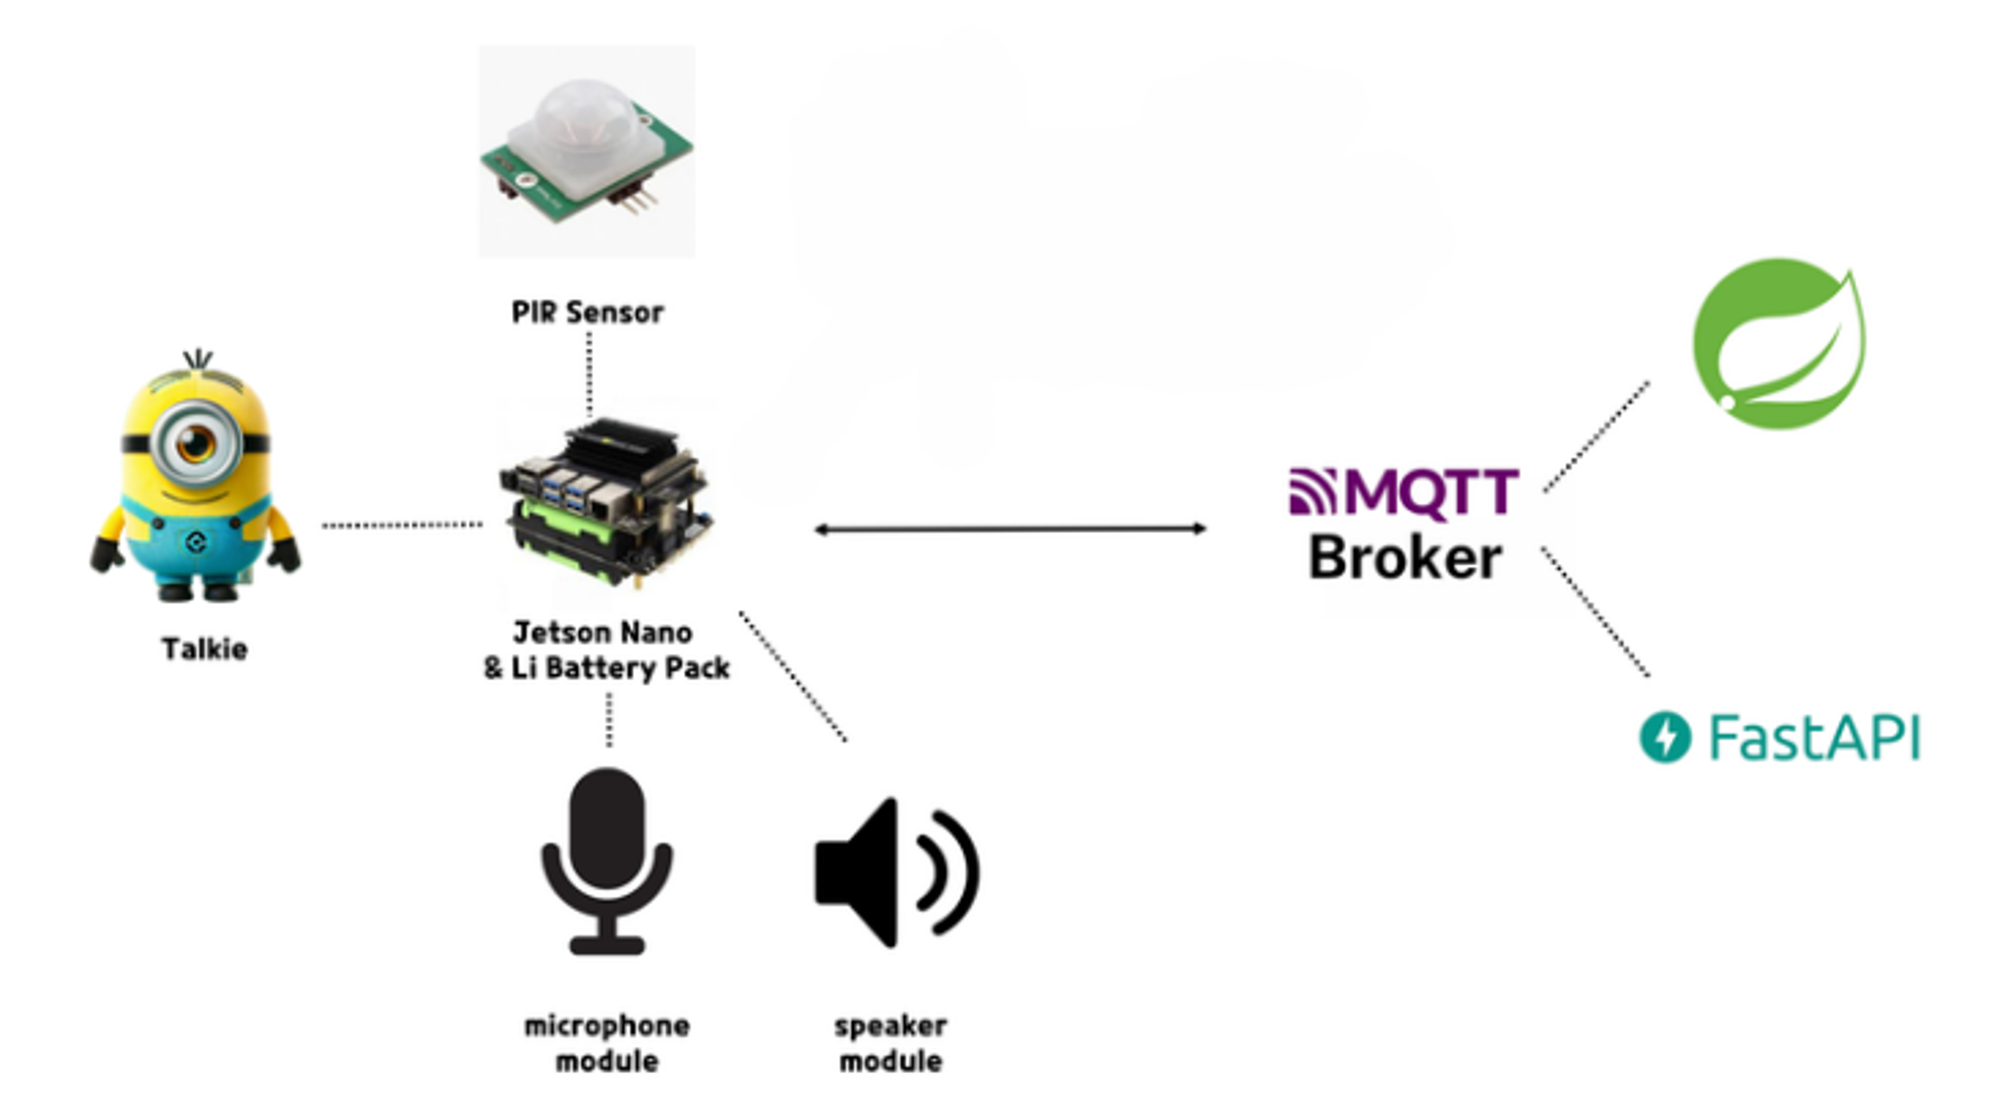 PIR Sensor
Talkie
Jetson Nano
& Li Battery Pack
MQTT
Broker
FastAPI
microphone
module
speaker
module